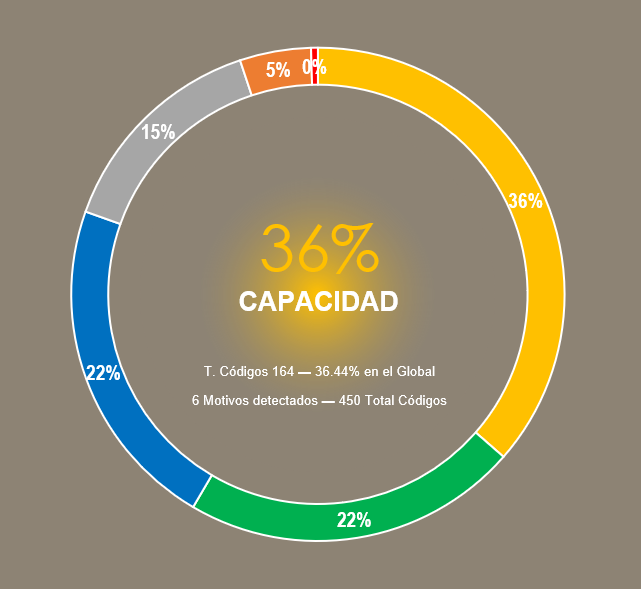 5% 0%
15%
36%
36%
CAPACIDAD
T. Códigos 164 — 36.44% en el Global
22%
6 Motivos detectados — 450 Total Códigos
22%